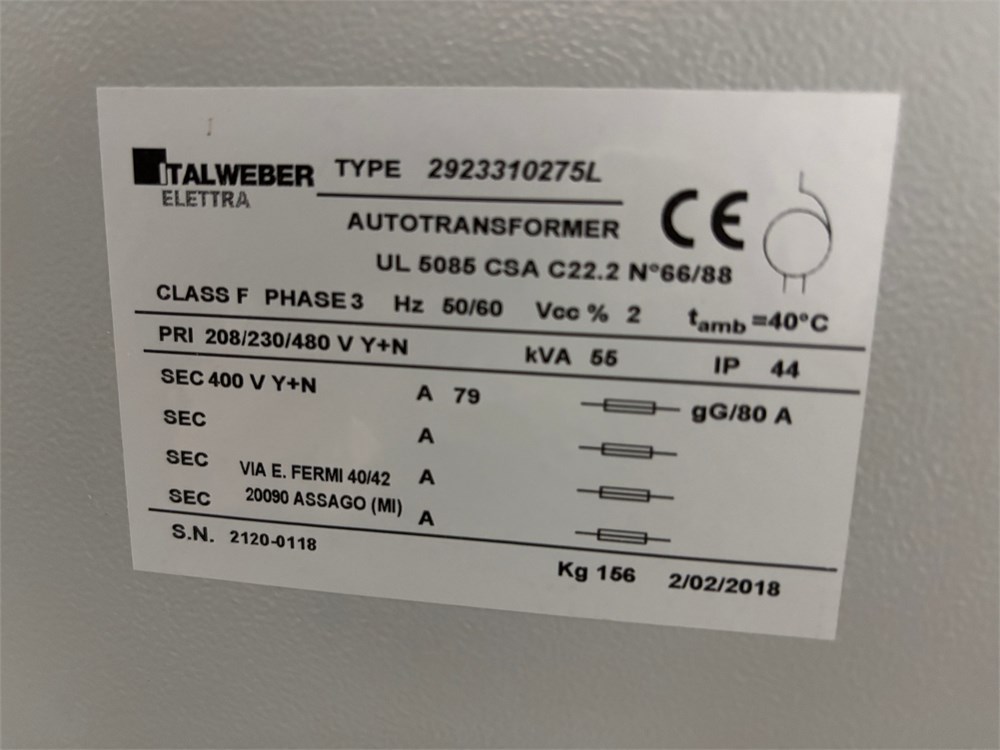 ITALWEBER
ELETTRA
TYPE 2923310275L
AUTOTRANSFORMER
CE
UL 5085 CSA C22.2 N°66/88
CLASS F PHASE 3 Hz 50/60 Vcc % 2 tamb =40°C
PRI 208/230/480 V Y+N kVA 55 IP 44
SEC 400 V Y+N A 79 gG/80 A
SEC A
SEC A
SEC A
VIA E. FERMI 40/42
20090 ASSAGO (MI)
S.N. 2120-0118 Kg 156 2/02/2018